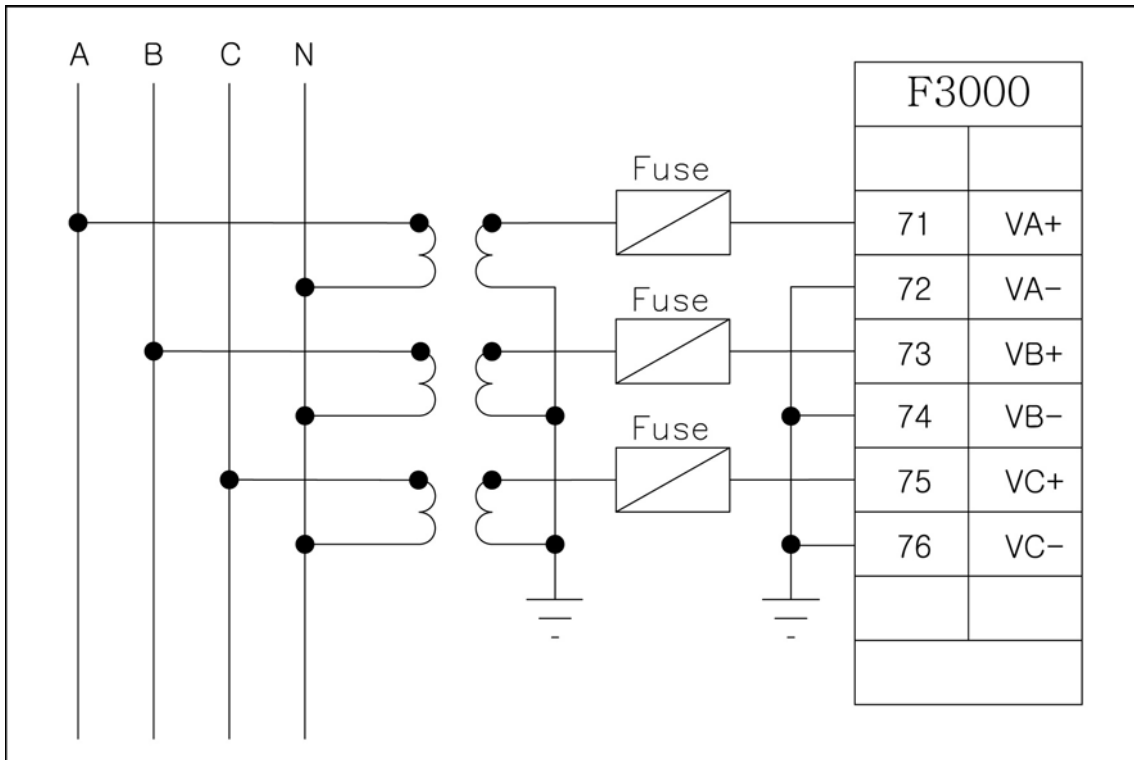 A B C N
F3000
Fuse
71 VA+
72 VA-
Fuse
73 VB+
74 VB-
Fuse
75 VC+
76 VC-